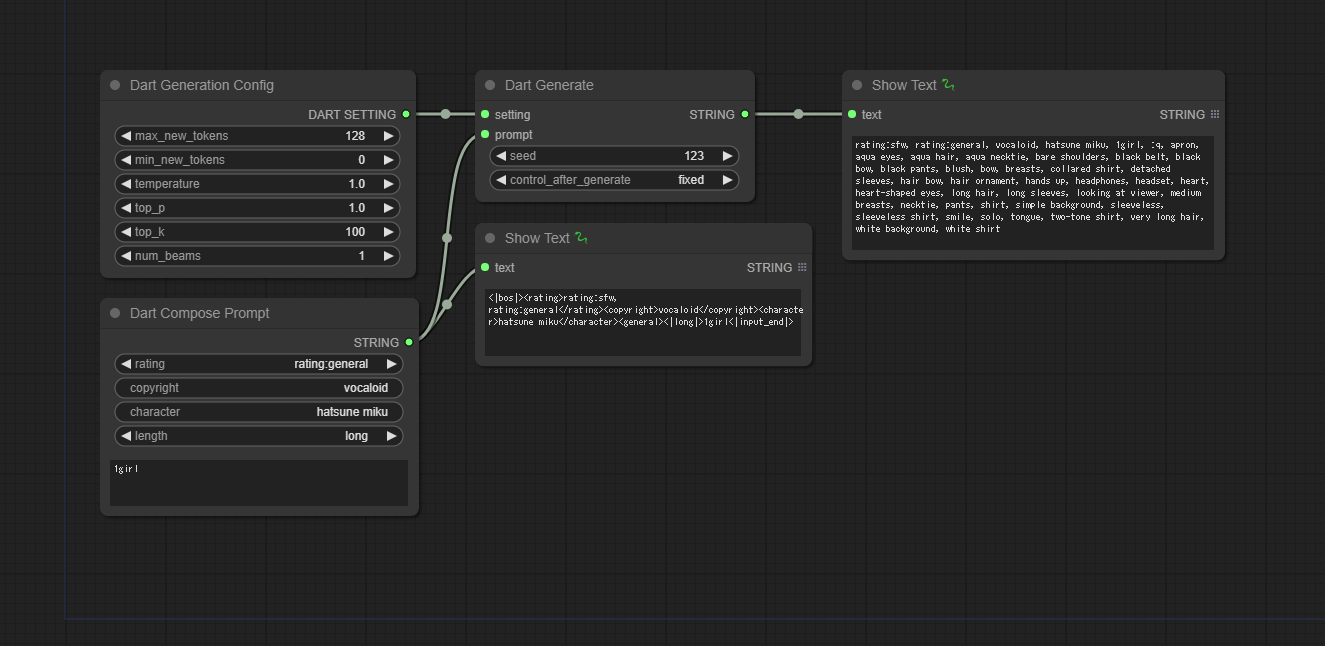 Dart Generation Config
DART SETTING
max_new_tokens 128
min_new_tokens 0
temperature 1.0
top_p 1.0
top_k 100
num_beams 1
Dart Compose Prompt
STRING
rating rating:general
copyright vocaloid
character hatsune miku
length long
1girl
Dart Generate
setting STRING
prompt
seed 123
control_after_generate fixed
Show Text
text STRING
<|bos|><rating>rating:sfw,
rating:general</rating><copyright>vocaloid</copyright><characte
r>hatsune miku</character><general><|long|>1girl<|input_end|>
Show Text
text STRING
rating:sfw, rating:general, vocaloid, hatsune miku, 1girl, :q, apron,
aqua eyes, aqua hair, aqua necktie, bare shoulders, black belt, black
bow, black pants, blush, bow, breasts, collared shirt, detached
sleeves, hair bow, hair ornament, hands up, headphones, headset, heart,
heart-shaped eyes, long hair, long sleeves, looking at viewer, medium
breasts, necktie, pants, shirt, simple background, sleeveless,
sleeveless shirt, smile, solo, tongue, two-tone shirt, very long hair,
white background, white shirt